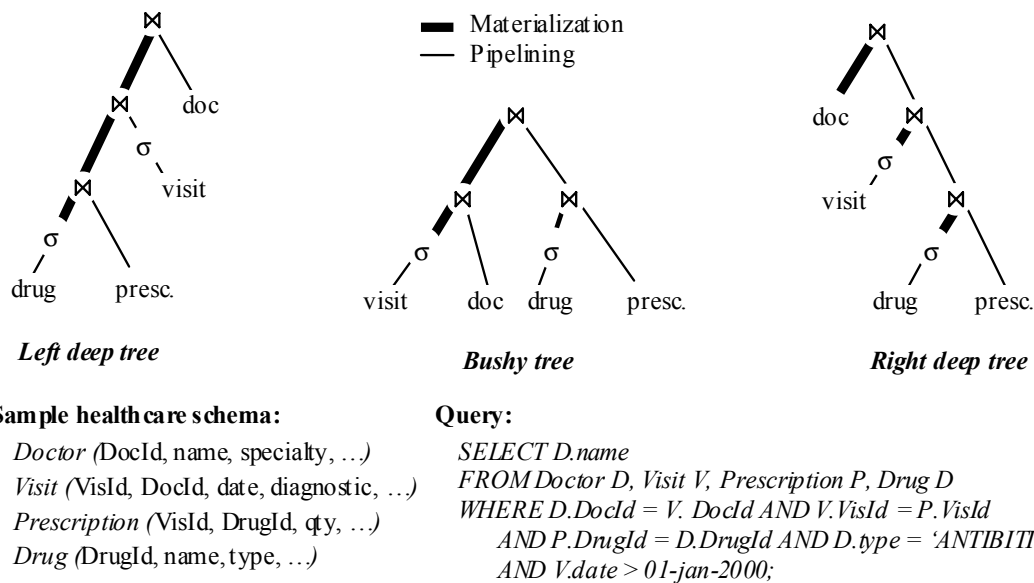 ⋈
Materialization
Pipelining
⋈
doc
⋈
σ
visit
⋈
σ
drug
presc.
Left deep tree
⋈
⋈
⋈
σ
σ
visit
doc
drug
presc.
Bushy tree
⋈
doc
⋈
σ
visit
⋈
σ
drug
presc.
Right deep tree
Sample healthcare schema:
Doctor (DocId, name, specialty, …)
Visit (VisId, DocId, date, diagnostic, …)
Prescription (VisId, DrugId, qty, …)
Drug (DrugId, name, type, …)
Query:
SELECT D.name
FROM Doctor D, Visit V, Prescription P, Drug D
WHERE D.DocId = V. DocId AND V.VisId = P.VisId
AND P.DrugId = D.DrugId AND D.type = ‘ANTIBITI
AND V.date > 01-jan-2000;